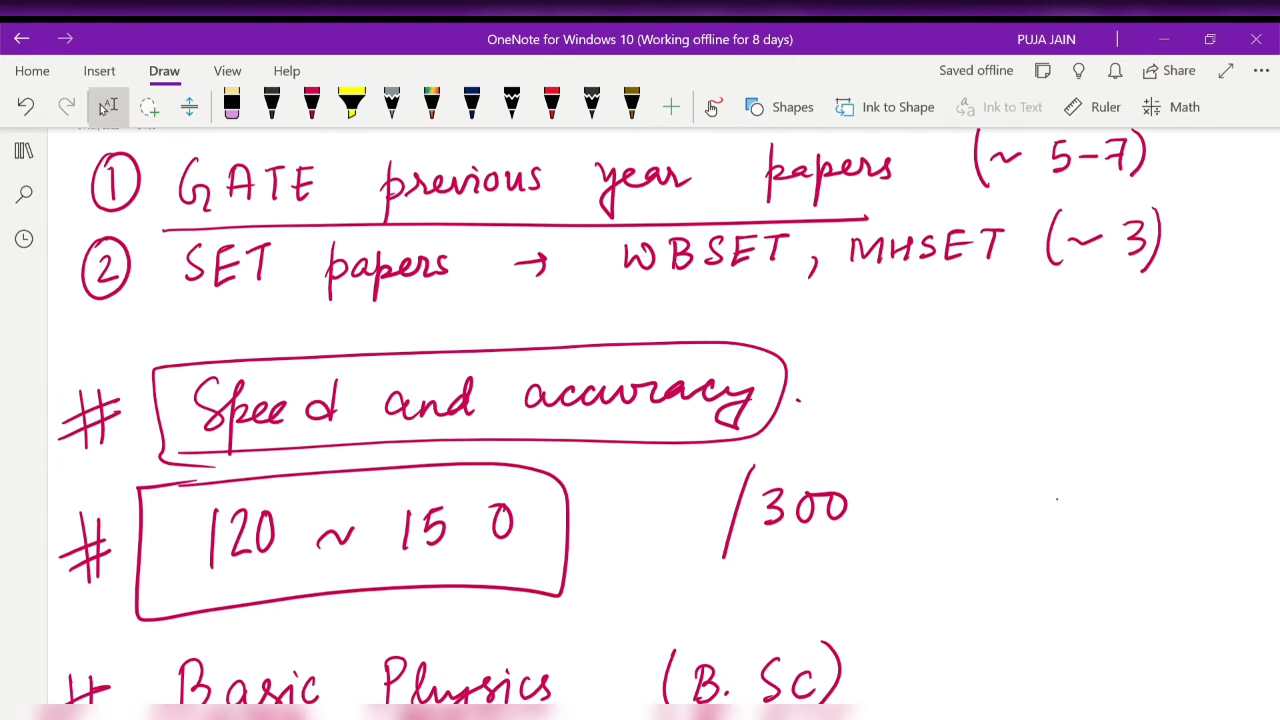 OneNote for Windows 10 (Working offline for 8 days)
PUJA JAIN
Home Insert Draw View Help
Saved offline Share
Shapes Ink to Shape Ink to Text Ruler Math
① GATE previous year papers (~ 5-7)
② SET papers → WBSET, MHSET (~ 3)
# Speed and accuracy.
# 120 ~ 150 /300
# Basic Physics (B. Sc)